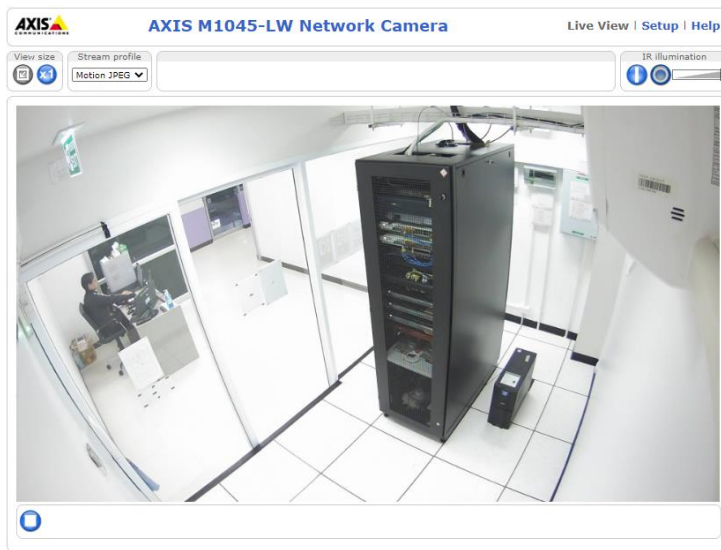 AXIS
COMMUNICATIONS
AXIS M1045-LW Network Camera
Live View | Setup | Help
View size
Stream profile
IR illumination
x1
Motion JPEG